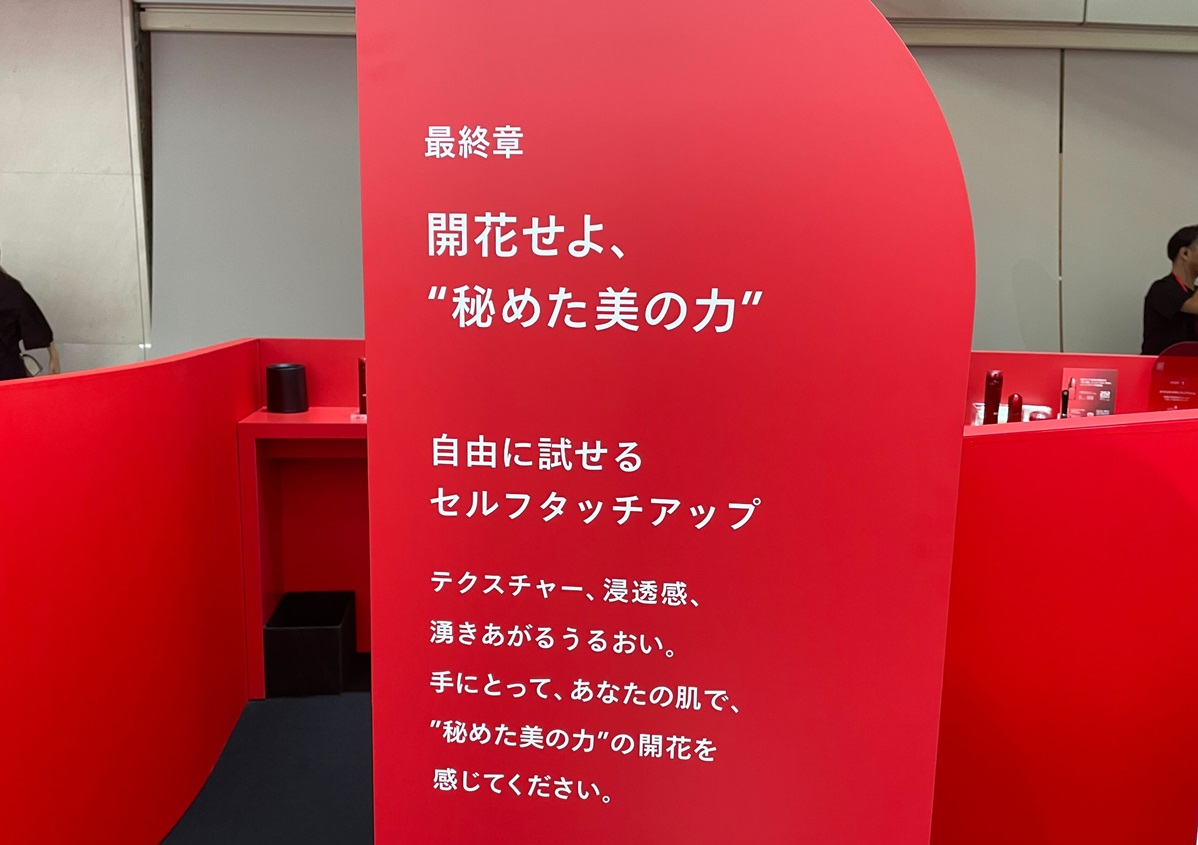 最終章
開花せよ、
“秘めた美の力”
自由に試せる
セルフタッチアップ
テクスチャー、浸透感、
湧きあがるうるおい。
手にとって、あなたの肌で、
”秘めた美の力”の開花を
感じてください。